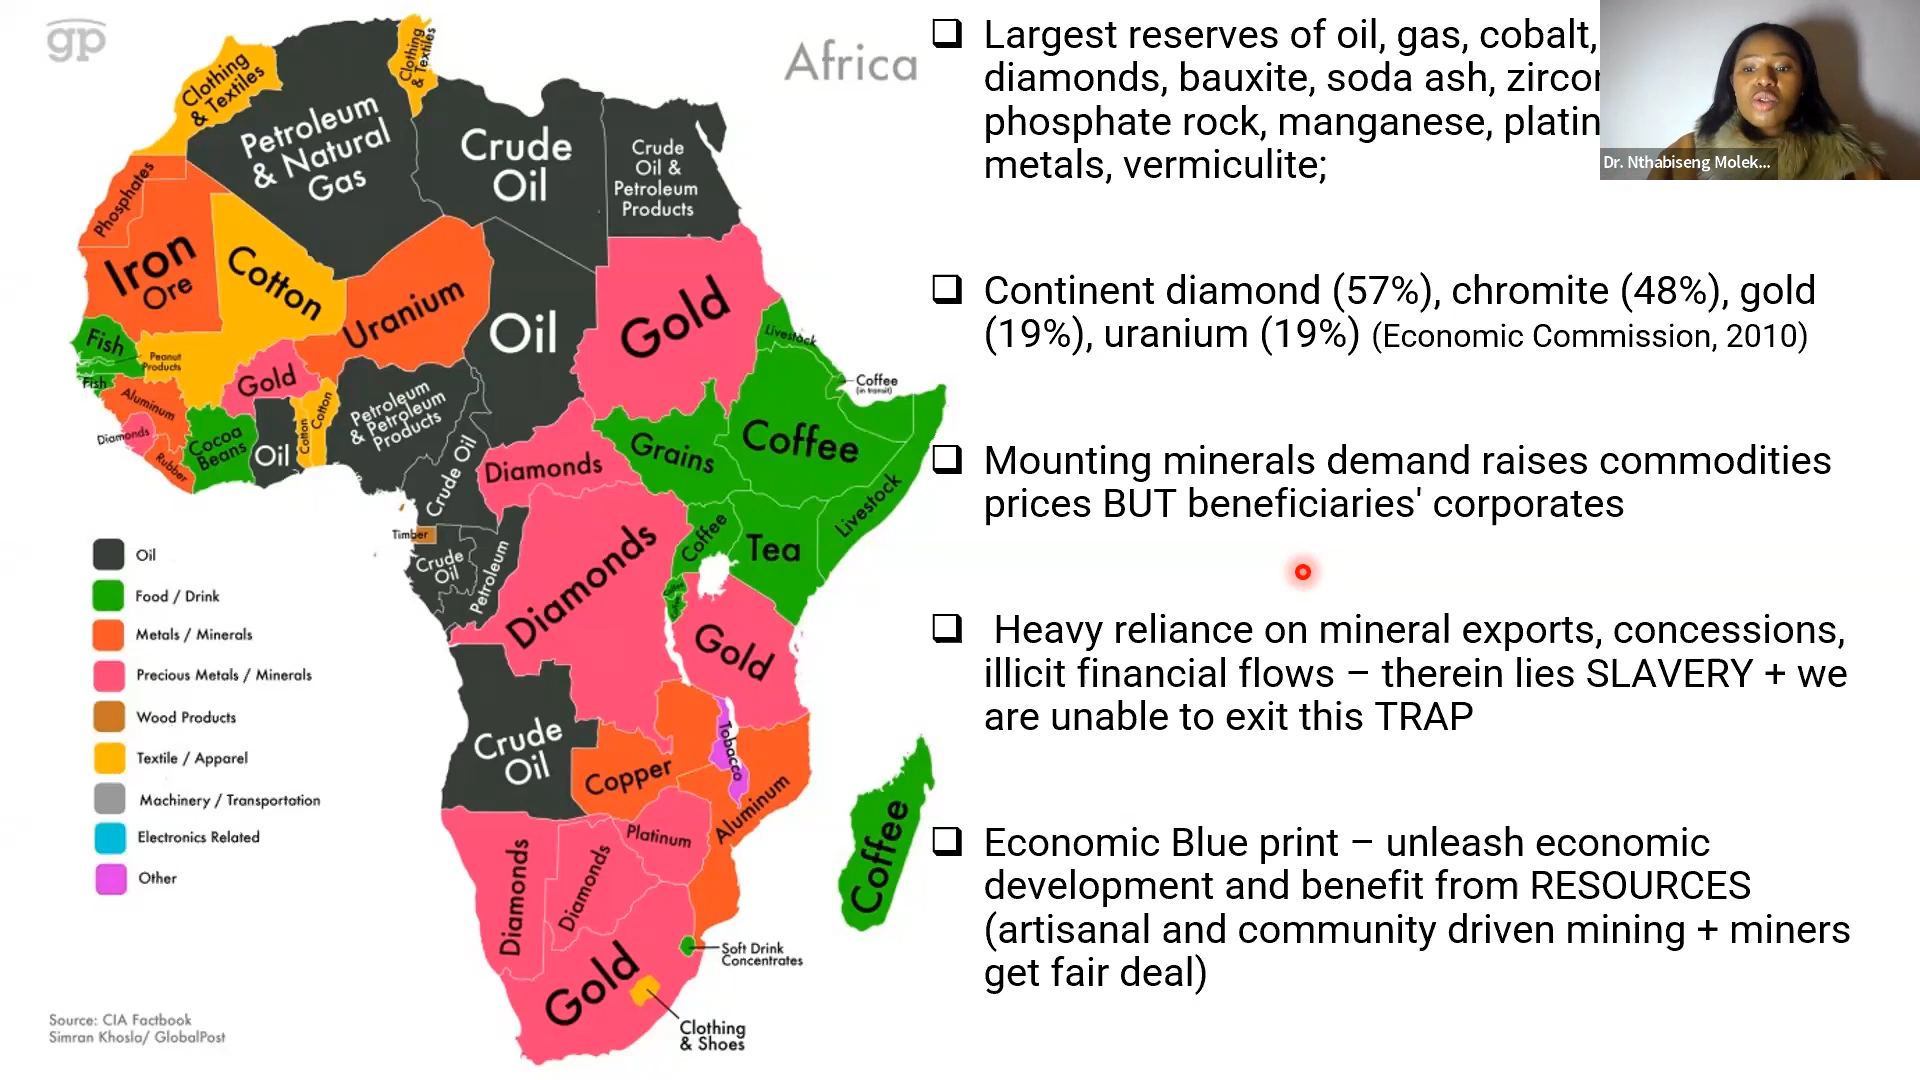 gp
Africa
Clothing
& Textiles
Clothing
& Textiles
Petroleum
& Natural
Gas
Crude
Oil
Crude
Oil &
Petroleum
Products
Phosphates
Iron
Ore
Cotton
Uranium
Oil
Gold
Livestock
Fish
Peanut
Products
Fish
Gold
Aluminum
Diamonds
Rubber
Cocoa
Beans
Oil
Cotton
Cotton
Petroleum
& Petroleum
Products
Crude Oil
Diamonds
Grains
Coffee
Coffee
(in transit)
Livestock
Timber
Crude
Oil
Petroleum
Diamonds
Coffee
Tea
Gold
Crude
Oil
Copper
Tobacco
Aluminum
Platinum
Diamonds
Diamonds
Coffee
Gold
Soft Drink
Concentrates
Clothing
& Shoes
Oil
Food / Drink
Metals / Minerals
Precious Metals / Minerals
Wood Products
Textile / Apparel
Machinery / Transportation
Electronics Related
Other
Source: CIA Factbook
Simran Khosla/ GlobalPost
Largest reserves of oil, gas, cobalt,
diamonds, bauxite, soda ash,
phosphate rock, manganese,
metals, vermiculite;
Continent diamond (57%), chromite (48%), gold
(19%), uranium (19%) (Economic Commission, 2010)
Mounting minerals demand raises commodities
prices BUT beneficiaries' corporates
Heavy reliance on mineral exports, concessions,
illicit financial flows – therein lies SLAVERY + we
are unable to exit this TRAP
Economic Blue print – unleash economic
development and benefit from RESOURCES
(artisanal and community driven mining + miners
get fair deal)
Dr. Nthabiseng Molek...